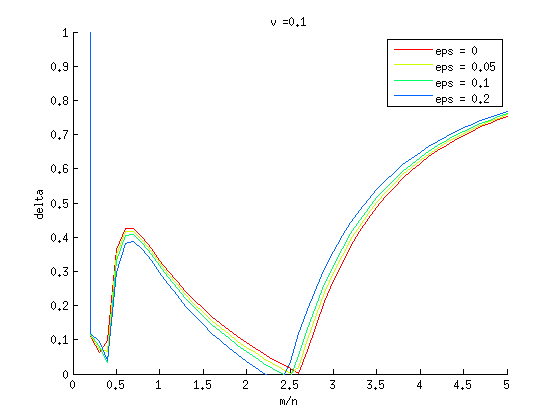 v =0.1
eps = 0
eps = 0.05
eps = 0.1
eps = 0.2
delta
1
0.9
0.8
0.7
0.6
0.5
0.4
0.3
0.2
0.1
0
0 0.5 1 1.5 2 2.5 3 3.5 4 4.5 5
m/n